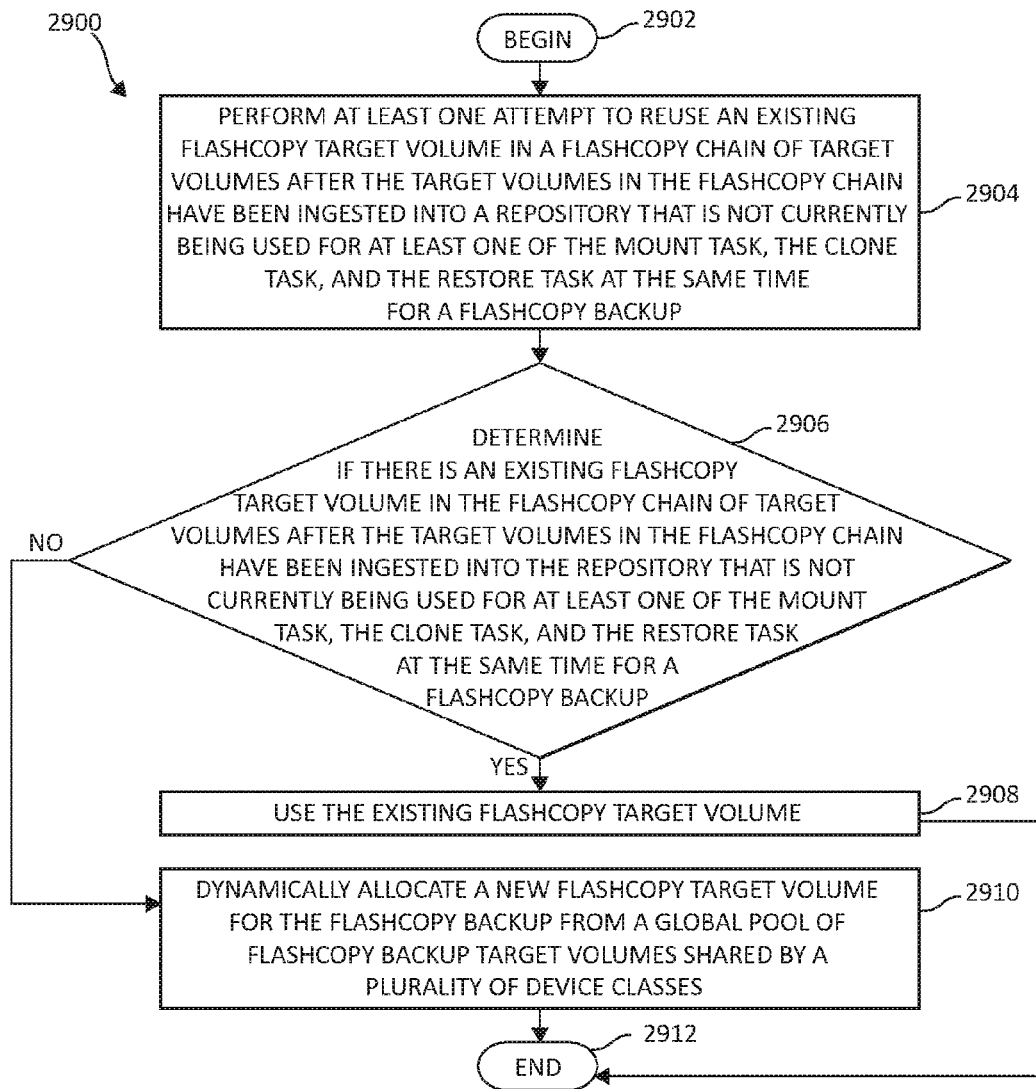 2900
BEGIN
2902
PERFORM AT LEAST ONE ATTEMPT TO REUSE AN EXISTING
FLASHCOPY TARGET VOLUME IN A FLASHCOPY CHAIN OF TARGET
VOLUMES AFTER THE TARGET VOLUMES IN THE FLASHCOPY CHAIN
HAVE BEEN INGESTED INTO A REPOSITORY THAT IS NOT CURRENTLY
BEING USED FOR AT LEAST ONE OF THE MOUNT TASK, THE CLONE
TASK, AND THE RESTORE TASK AT THE SAME TIME
FOR A FLASHCOPY BACKUP
2904
2906
DETERMINE
IF THERE IS AN EXISTING FLASHCOPY
TARGET VOLUME IN THE FLASHCOPY CHAIN OF TARGET
VOLUMES AFTER THE TARGET VOLUMES IN THE FLASHCOPY CHAIN
HAVE BEEN INGESTED INTO THE REPOSITORY THAT IS NOT
CURRENTLY BEING USED FOR AT LEAST ONE OF THE MOUNT
TASK, THE CLONE TASK, AND THE RESTORE TASK
AT THE SAME TIME FOR A
FLASHCOPY BACKUP
NO
YES
USE THE EXISTING FLASHCOPY TARGET VOLUME
2908
DYNAMICALLY ALLOCATE A NEW FLASHCOPY TARGET VOLUME
FOR THE FLASHCOPY BACKUP FROM A GLOBAL POOL OF
FLASHCOPY BACKUP TARGET VOLUMES SHARED BY A
PLURALITY OF DEVICE CLASSES
2910
END
2912